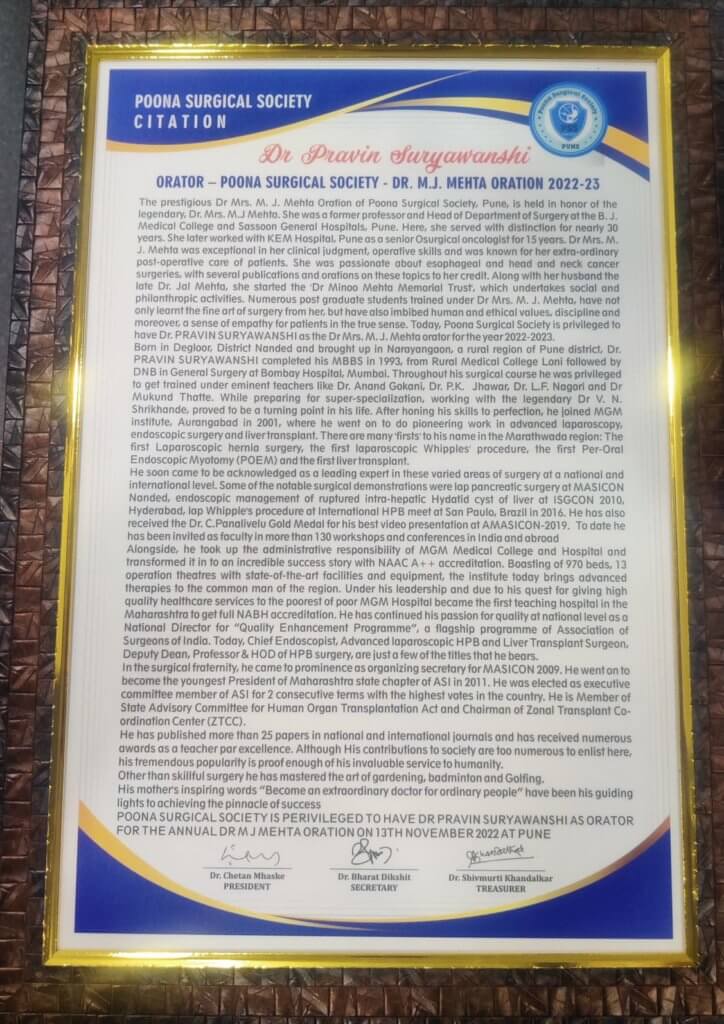 POONA SURGICAL SOCIETY
CITATION
Poona Surgical Society
PUNE
Dr Pravin Suryawanshi
ORATOR – POONA SURGICAL SOCIETY - DR. M.J. MEHTA ORATION 2022-23
The prestigious Dr Mrs. M. J. Mehta Oration of Poona Surgical Society, Pune, is held in honor of the
legendary, Dr. Mrs. M.J Mehta. She was a former professor and Head of Department of Surgery at the B. J.
Medical College and Sassoon General Hospitals, Pune. Here, she served with distinction for nearly 30
years. She later worked with KEM Hospital, Pune as a senior Osurgical oncologist for 15 years. Dr Mrs. M.
J. Mehta was exceptional in her clinical judgment, operative skills and was known for her extra-ordinary
post-operative care of patients. She was passionate about esophageal and head and neck cancer
surgeries, with several publications and orations on these topics to her credit. Along with her husband the
late Dr. Jal Mehta, she started the 'Dr Minoo Mehta Memorial Trust', which undertakes social and
philanthropic activities. Numerous post graduate students trained under Dr Mrs. M. J. Mehta, have not
only learnt the fine art of surgery from her, but have also imbibed human and ethical values, discipline and
moreover, a sense of empathy for patients in the true sense. Today, Poona Surgical Society is privileged to
have Dr. PRAVIN SURYAWANSHI as the Dr Mrs. M. J. Mehta orator for the year 2022-2023.
Born in Degloor, District Nanded and brought up in Narayangaon, a rural region of Pune district, Dr.
PRAVIN SURYAWANSHI completed his MBBS in 1993, from Rural Medical College Loni followed by
DNB in General Surgery at Bombay Hospital, Mumbai. Throughout his surgical course he was privileged
to get trained under eminent teachers like Dr. Anand Gokani, Dr. P.K. Jhawar, Dr. L.F. Nagori and Dr
Mukund Thatte. While preparing for super-specialization, working with the legendary Dr V. N.
Shrikhande, proved to be a turning point in his life. After honing his skills to perfection, he joined MGM
institute, Aurangabad in 2001, where he went on to do pioneering work in advanced laparoscopy,
endoscopic surgery and liver transplant. There are many 'firsts' to his name in the Marathwada region: The
first Laparoscopic hernia surgery, the first laparoscopic Whipples' procedure, the first Per-Oral
Endoscopic Myotomy (POEM) and the first liver transplant.
He soon came to be acknowledged as a leading expert in these varied areas of surgery at a national and
international level. Some of the notable surgical demonstrations were lap pancreatic surgery at MASICON
Nanded, endoscopic management of ruptured intra-hepatic Hydatid cyst of liver at ISGCON 2010,
Hyderabad, lap Whipple's procedure at International HPB meet at San Paulo, Brazil in 2016. He has also
received the Dr. C.Panalivelu Gold Medal for his best video presentation at AMASICON-2019. To date he
has been invited as faculty in more than 130 workshops and conferences in India and abroad
Alongside, he took up the administrative responsibility of MGM Medical College and Hospital and
transformed it in to an incredible success story with NAAC A++ accreditation. Boasting of 970 beds, 13
operation theatres with state-of-the-art facilities and equipment, the institute today brings advanced
therapies to the common man of the region. Under his leadership and due to his quest for giving high
quality healthcare services to the poorest of poor MGM Hospital became the first teaching hospital in the
Maharashtra to get full NABH accreditation. He has continued his passion for quality at national level as a
National Director for "Quality Enhancement Programme", a flagship programme of Association of
Surgeons of India. Today, Chief Endoscopist, Advanced laparoscopic HPB and Liver Transplant Surgeon,
Deputy Dean, Professor & HOD of HPB surgery, are just a few of the titles that he bears.
In the surgical fraternity, he came to prominence as organizing secretary for MASICON 2009. He went on to
become the youngest President of Maharashtra state chapter of ASI in 2011. He was elected as executive
committee member of ASI for 2 consecutive terms with the highest votes in the country. He is Member of
State Advisory Committee for Human Organ Transplantation Act and Chairman of Zonal Transplant Co-
ordination Center (ZTCC).
He has published more than 25 papers in national and international journals and has received numerous
awards as a teacher par excellence. Although His contributions to society are too numerous to enlist here,
his tremendous popularity is proof enough of his invaluable service to humanity.
Other than skillful surgery he has mastered the art of gardening, badminton and Golfing.
His mother's inspiring words "Become an extraordinary doctor for ordinary people" have been his guiding
lights to achieving the pinnacle of success
POONA SURGICAL SOCIETY IS PERIVILEGED TO HAVE DR PRAVIN SURYAWANSHI AS ORATOR
FOR THE ANNUAL DR M J MEHTA ORATION ON 13TH NOVEMBER 2022 AT PUNE
Dr. Chetan Mhaske Dr. Bharat Dikshit Dr. Shivmurti Khandalkar
PRESIDENT SECRETARY TREASURER